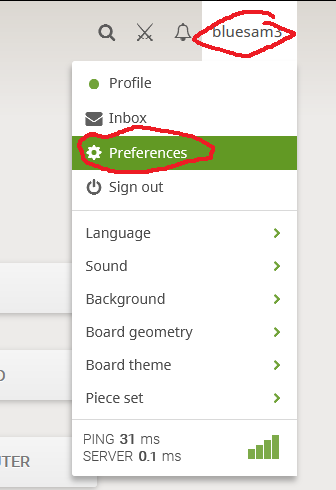 bluesam3
Profile
Inbox
Preferences
Sign out
Language
Sound
Background
Board geometry
Board theme
Piece set
PING 31 ms
SERVER 0.1 ms
UTER